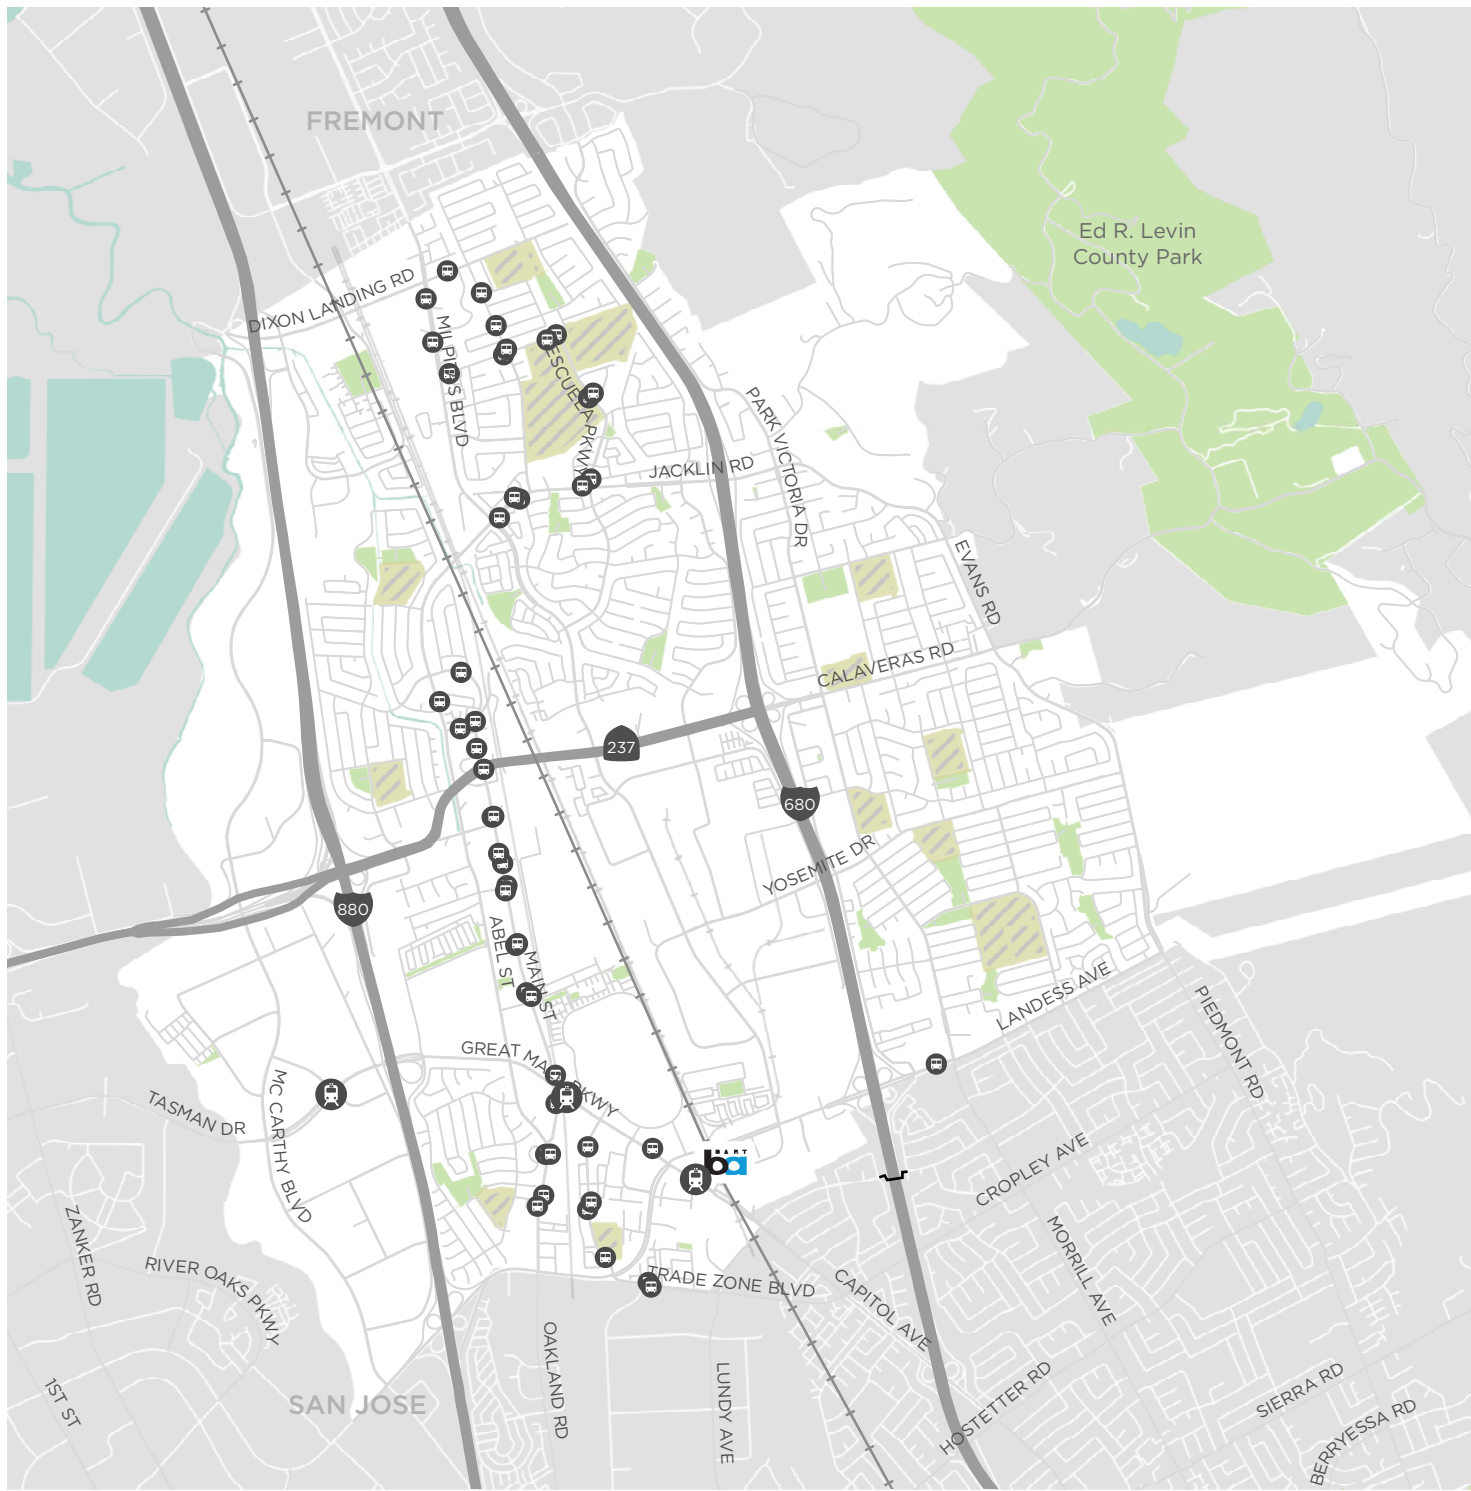 FREMONT
Ed R. Levin
County Park
DIXON LANDING RD
MILPITAS BLVD
ESCUELA PKWY
PARK VICTORIA DR
JACKLIN RD
EVANS RD
CALAVERAS RD
237
680
YOSEMITE DR
880
ABEL ST
MAIN ST
LANDESS AVE
PIEDMONT RD
GREAT MALL PKWY
TASMAN DR
MC CARTHY BLVD
BART
ba
CROPLEY AVE
ZANKER RD
RIVER OAKS PKWY
MORRILL AVE
TRADE ZONE BLVD
CAPITOL AVE
OAKLAND RD
LUNDY AVE
1ST ST
SAN JOSE
HOSTETTER RD
SIERRA RD
BERRYESSA RD